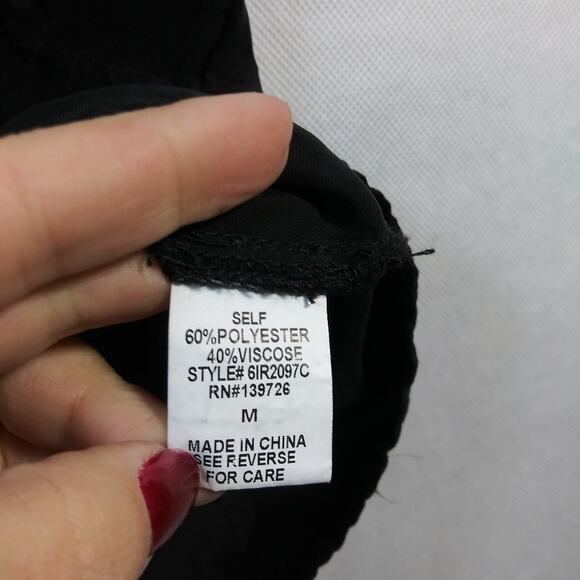 SELF
60%POLYESTER
40%VISCOSE
STYLE# 6IR2097C
RN#139726
M
MADE IN CHINA
SEE REVERSE
FOR CARE